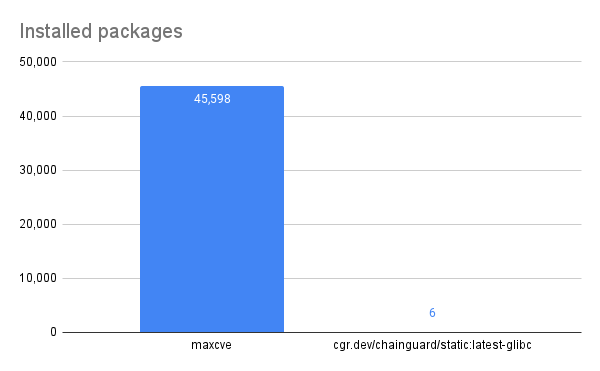 Installed packages
50,000
40,000
30,000
20,000
10,000
0
45,598
6
maxcve
cgr.dev/chainguard/static:latest-glibc